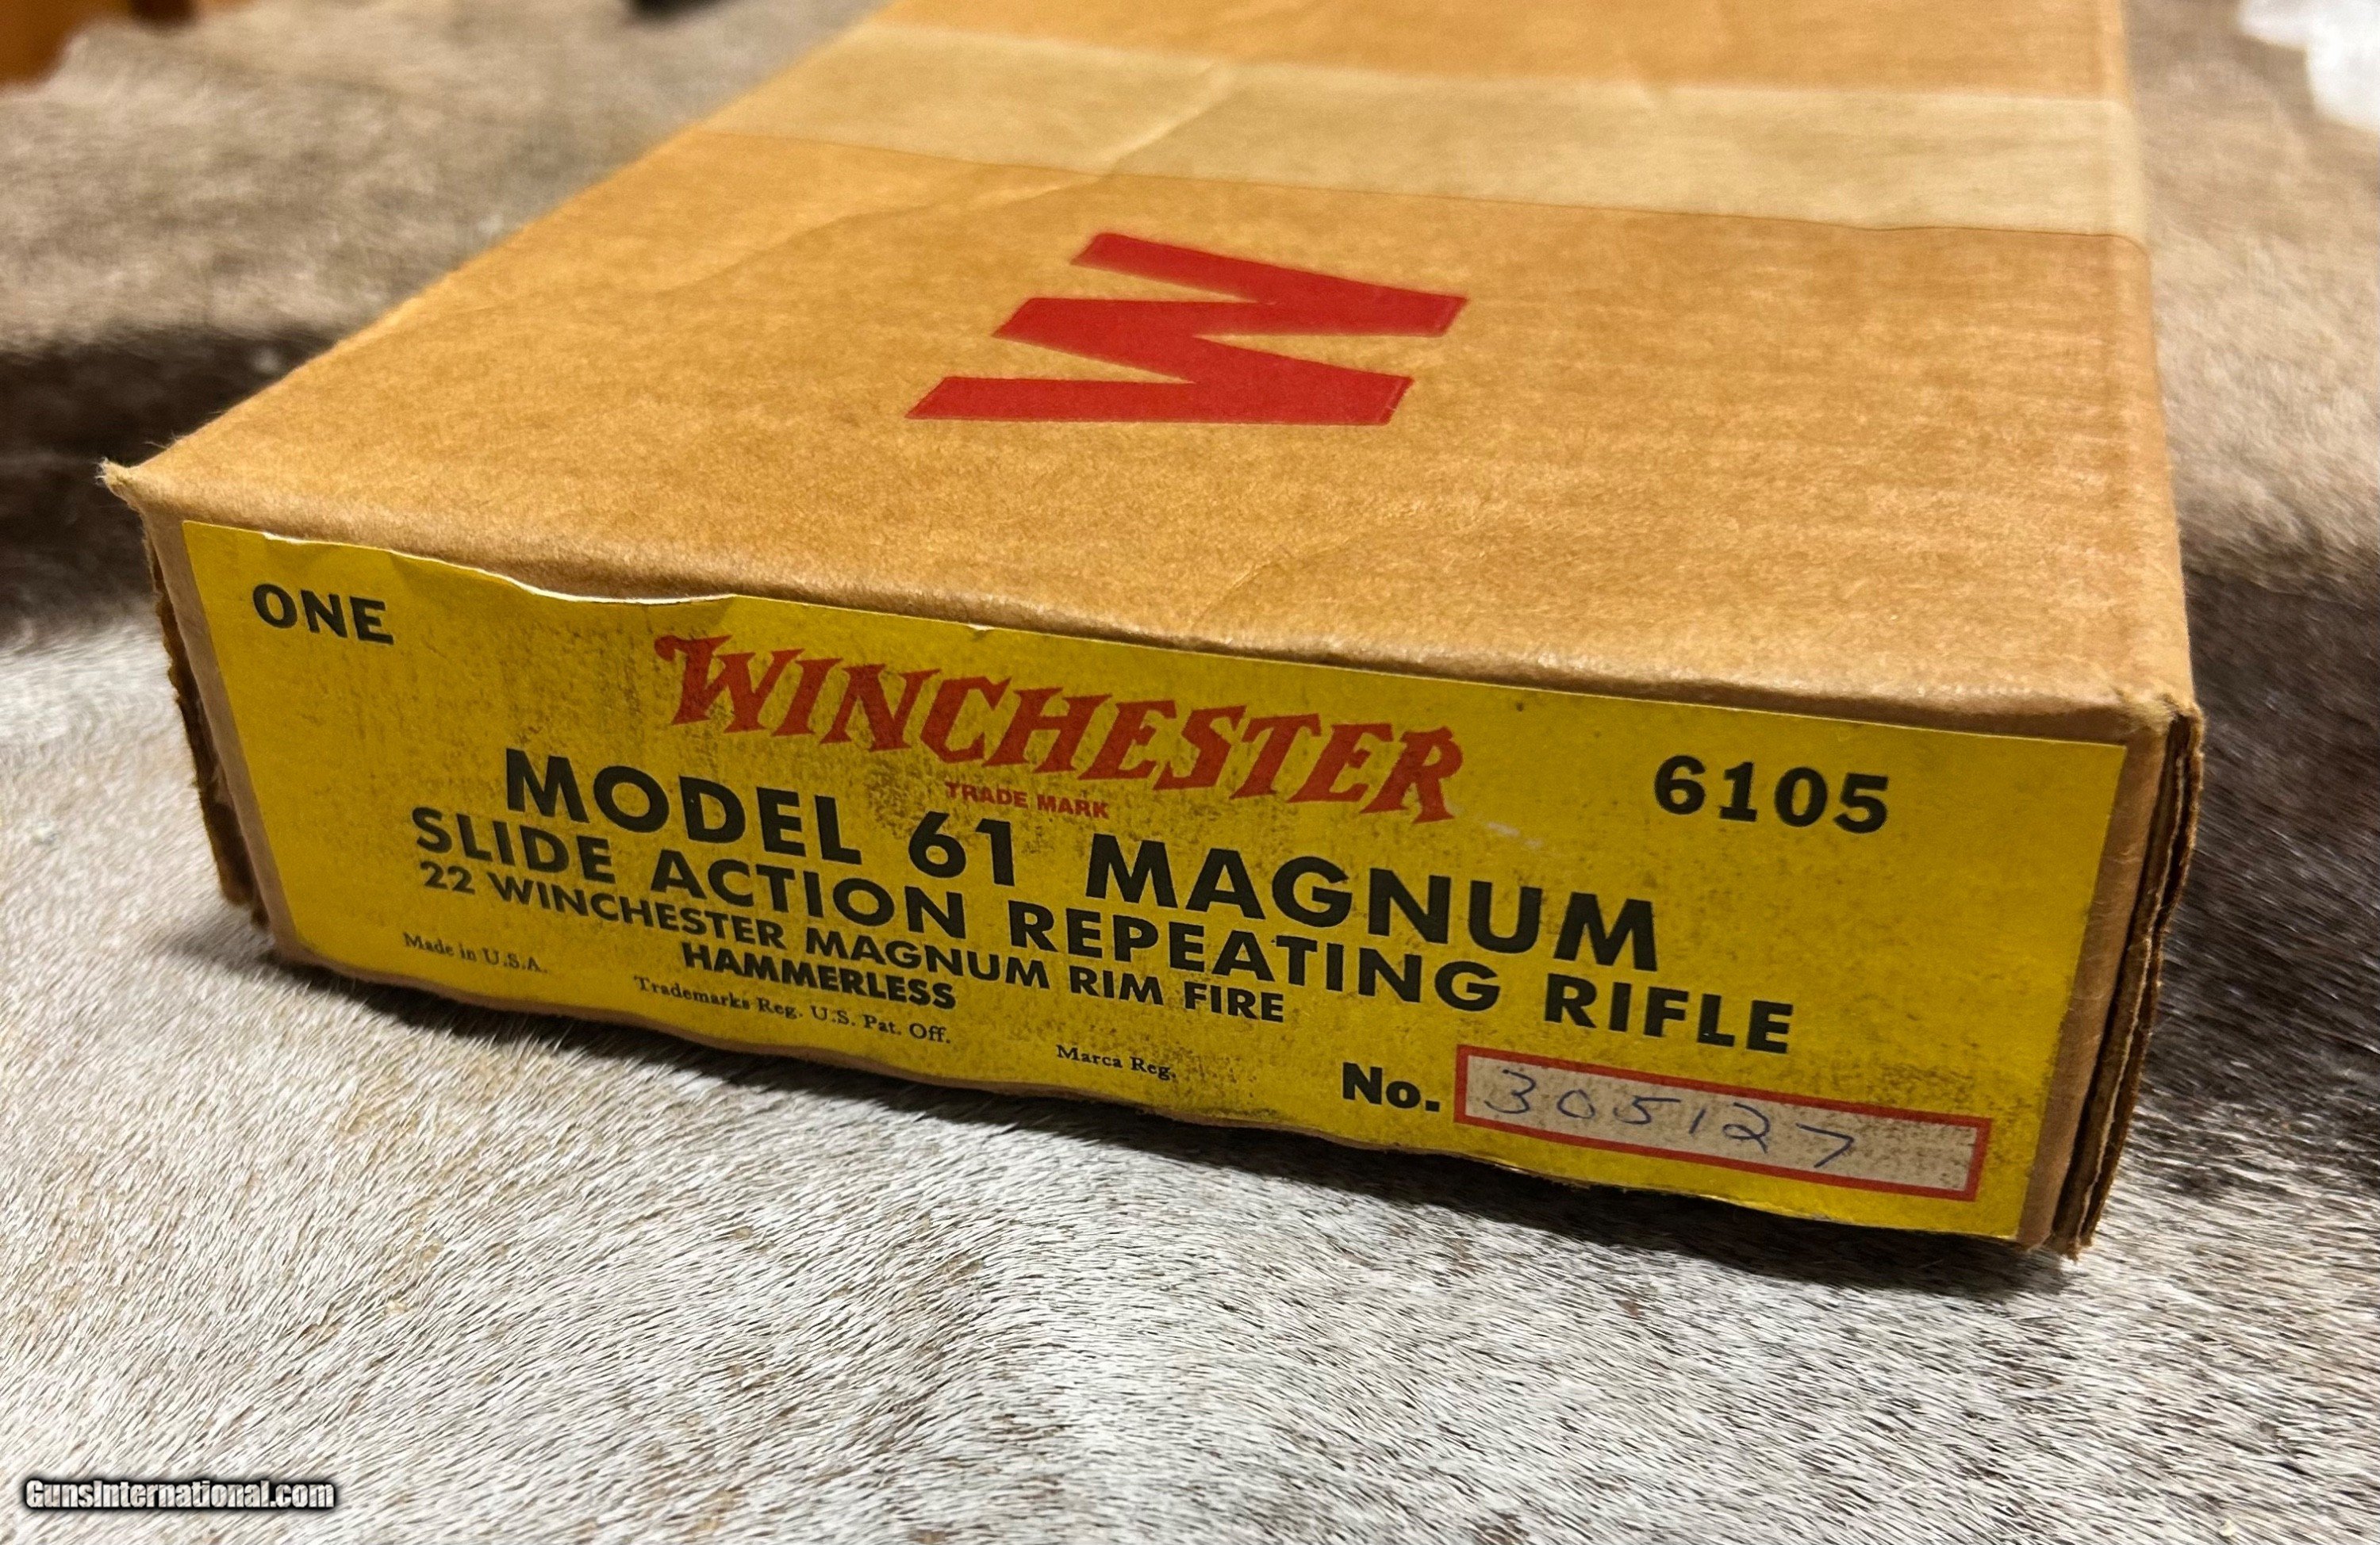 W
ONE
WINCHESTER
6105
TRADE MARK
MODEL 61 MAGNUM
SLIDE ACTION REPEATING RIFLE
22 WINCHESTER MAGNUM RIM FIRE
HAMMERLESS
Made in U.S.A.
Trademarks Reg. U.S. Pat. Off.
Marca Reg.
No. 305127
GunsInternational.com